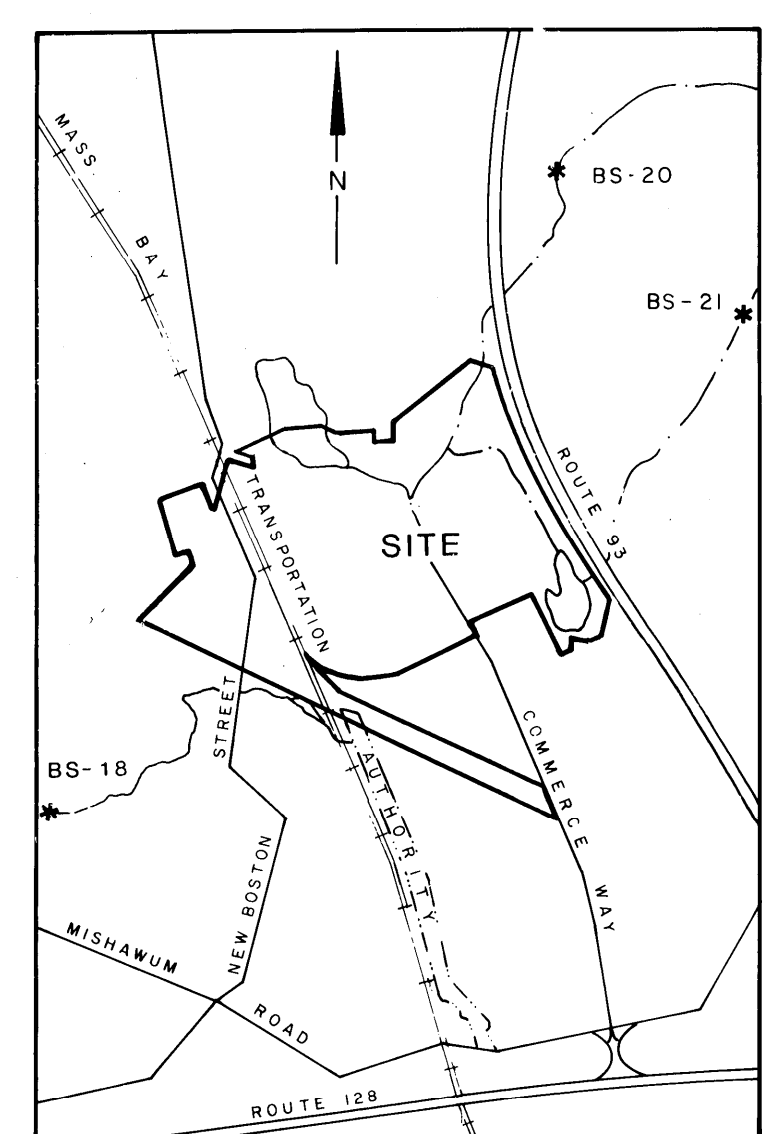 MASS
BAY
N
BS-20
BS-21
TRANSPORTATION
ROUTE 93
SITE
STREET
BS-18
COMMERCE WAY
AUTHORITY
NEW BOSTON
MISHAWUM ROAD
ROUTE 128